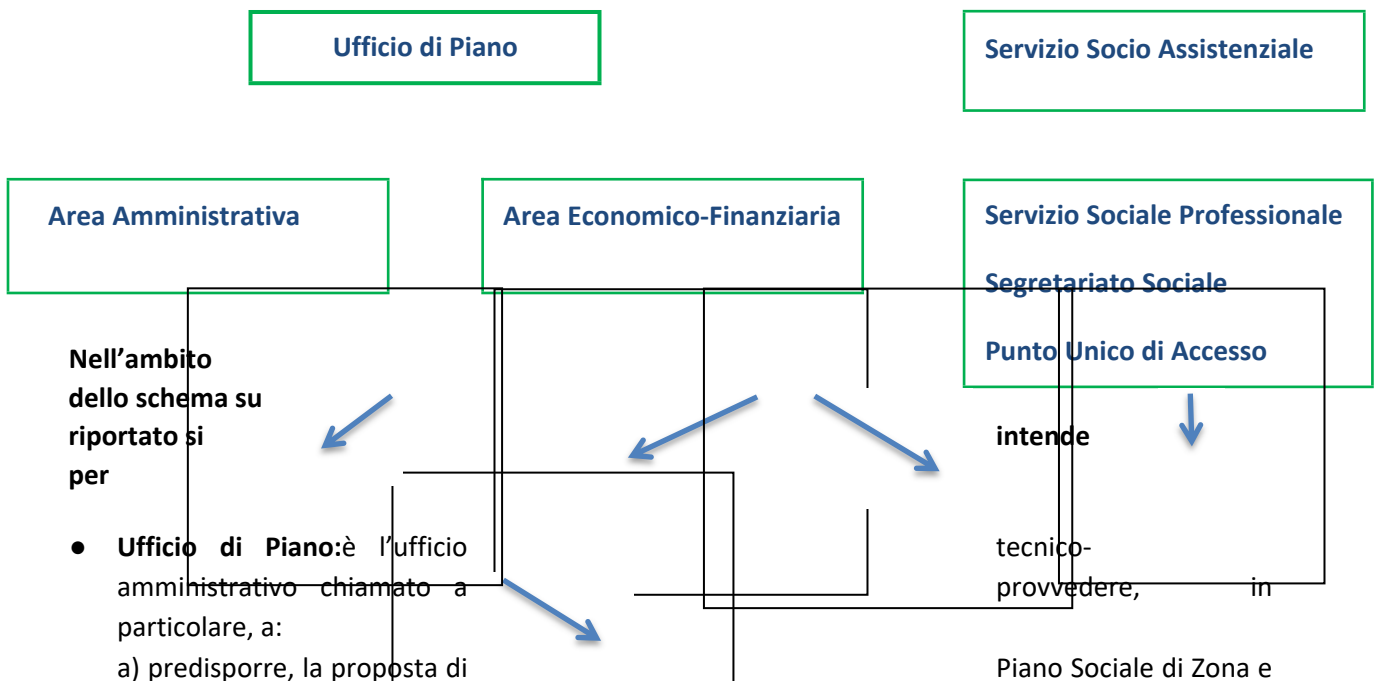 Ufficio di Piano
Servizio Socio Assistenziale
Area Amministrativa
Area Economico-Finanziaria
Servizio Sociale Professionale
Segretariato Sociale
Punto Unico di Accesso
Nell’ambito
dello schema su
riportato si intende
per
● Ufficio di Piano:è l’ufficio tecnico-
amministrativo chiamato a provvedere, in
particolare, a:
a) predisporre, la proposta di Piano Sociale di Zona e